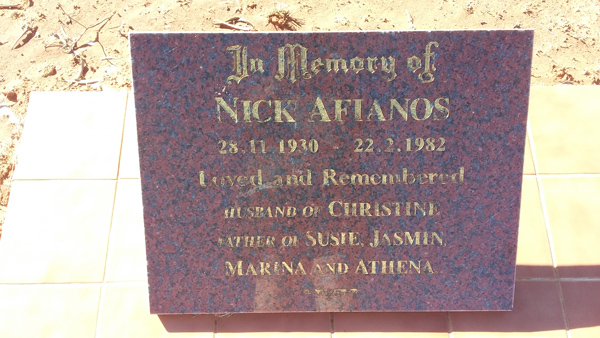 In Memory of
NICK AFIANOS
28.11.1930 - 22.2.1982
Loved and Remembered
HUSBAND OF CHRISTINE
FATHER OF SUSIE, JASMIN,
MARINA AND ATHENA